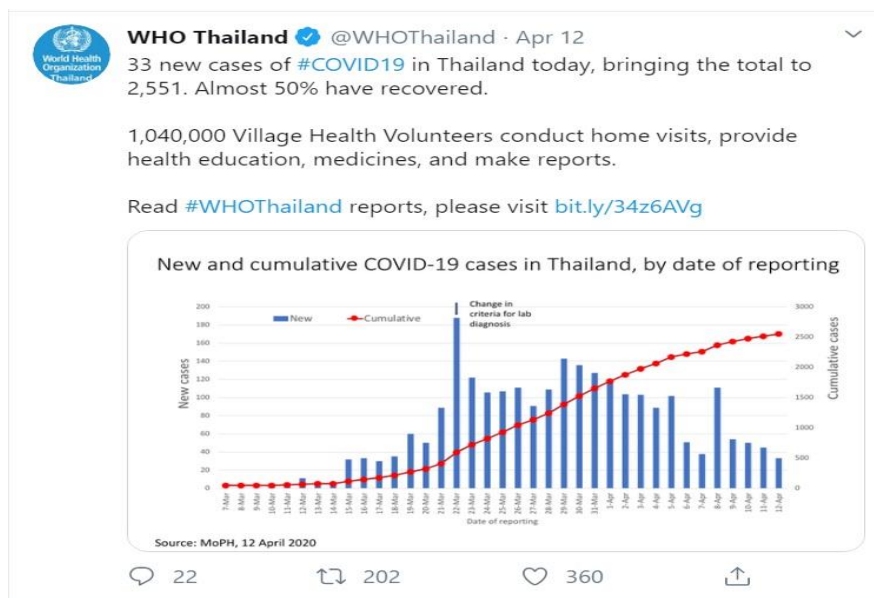 WHO Thailand @WHOThailand · Apr 12
World Health
Organization
Thailand
33 new cases of #COVID19 in Thailand today, bringing the total to
2,551. Almost 50% have recovered.
1,040,000 Village Health Volunteers conduct home visits, provide
health education, medicines, and make reports.
Read #WHOThailand reports, please visit bit.ly/34z6AVg
New and cumulative COVID-19 cases in Thailand, by date of reporting
Change in
criteria for lab
diagnosis
New Cumulative
New cases
200
180
160
140
120
100
80
60
40
20
0
3000
2500
2000
1500
1000
500
0
Cumulative cases
7-Mar 8-Mar 9-Mar 10-Mar 11-Mar 12-Mar 13-Mar 14-Mar 15-Mar 16-Mar 17-Mar 18-Mar 19-Mar 20-Mar 21-Mar 22-Mar 23-Mar 24-Mar 25-Mar 26-Mar 27-Mar 28-Mar 29-Mar 30-Mar 31-Mar 1-Apr 2-Apr 3-Apr 4-Apr 5-Apr 6-Apr 7-Apr 8-Apr 9-Apr 10-Apr 11-Apr 12-Apr
Date of reporting
Source: MoPH, 12 April 2020
22 202 360